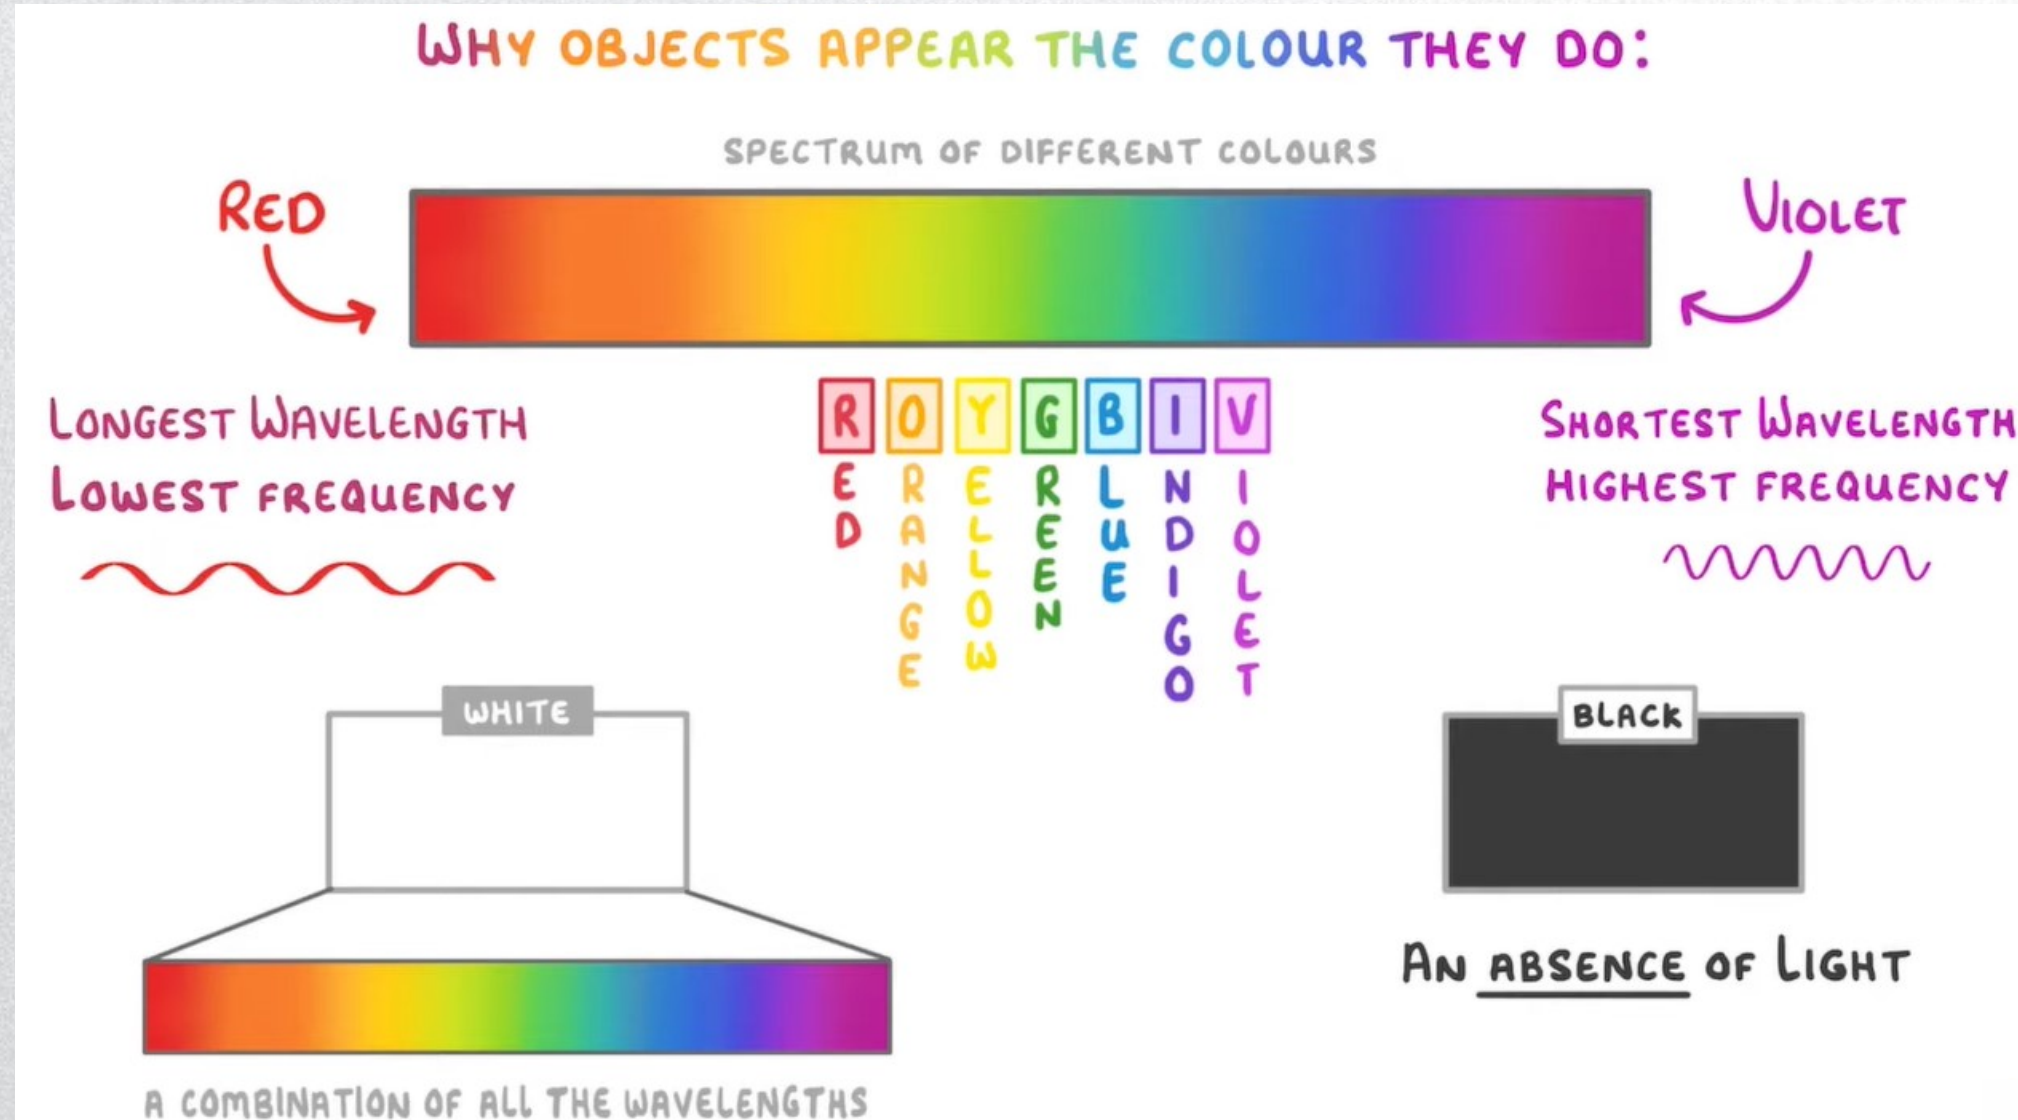 WHY OBJECTS APPEAR THE COLOUR THEY DO:
SPECTRUM OF DIFFERENT COLOURS
RED
VIOLET
LONGEST WAVELENGTH
LOWEST FREQUENCY
RED
ORANGE
YELLOW
GREEN
BLUE
INDIGO
VIOLET
SHORTEST WAVELENGTH
HIGHEST FREQUENCY
WHITE
A COMBINATION OF ALL THE WAVELENGTHS
BLACK
AN ABSENCE OF LIGHT